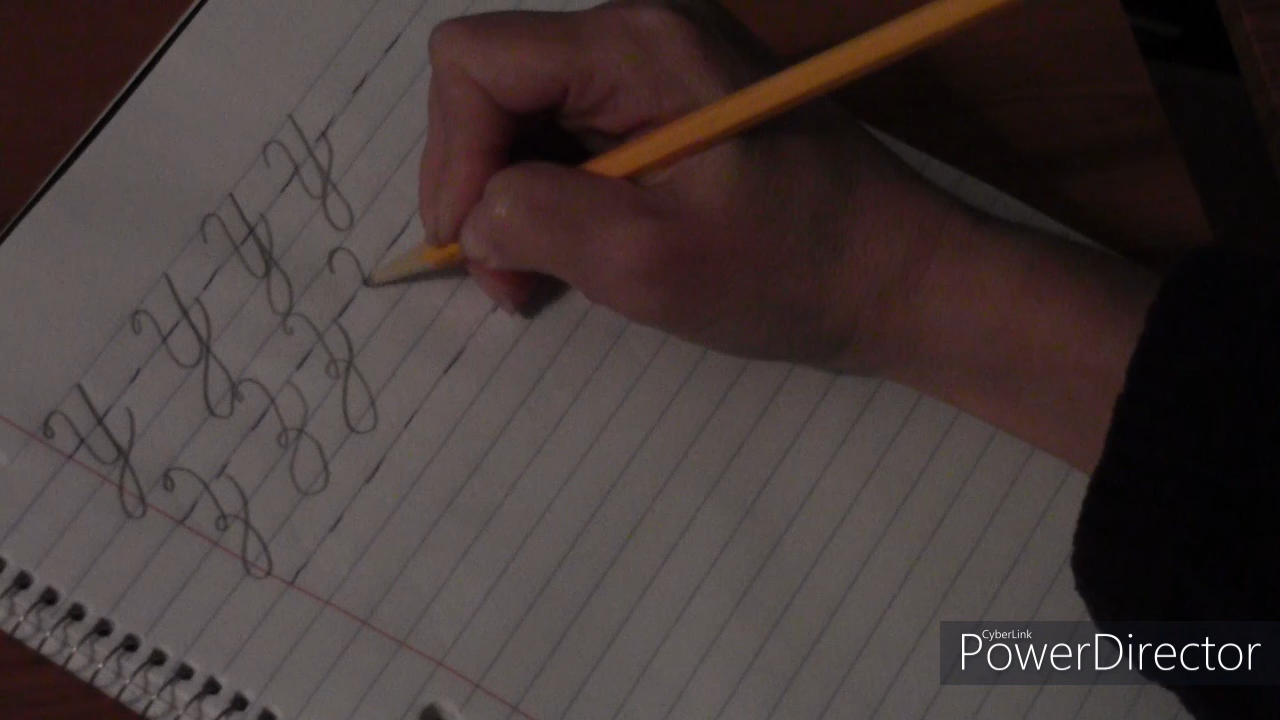 Y Y Y Y
Z Z Z
CyberLink
PowerDirector